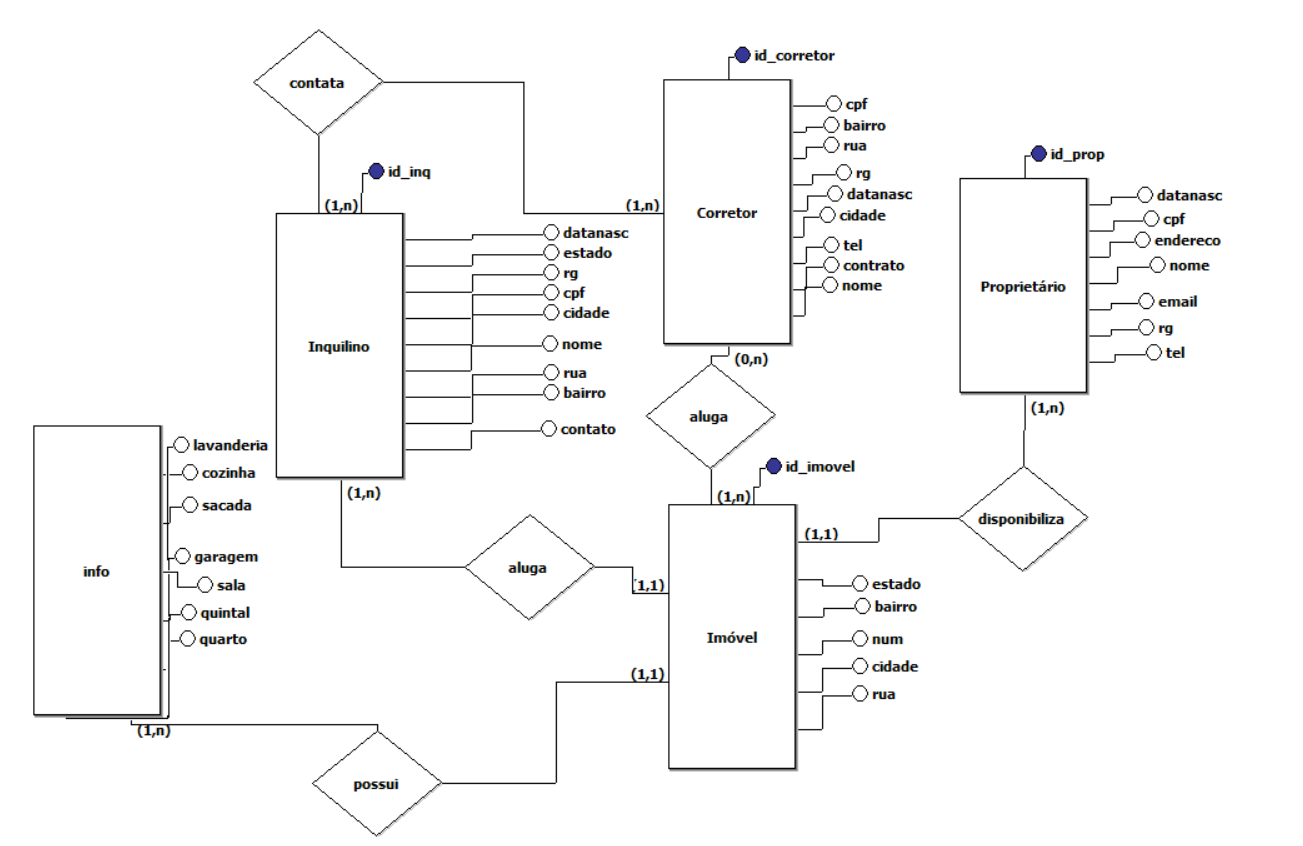 contata
id_corretor
Corretor
cpf
bairro
rua
rg
datanasc
cidade
tel
contrato
nome
(1,n)
(0,n)
id_prop
Proprietário
datanasc
cpf
endereco
nome
email
rg
tel
(1,n)
id_inq
(1,n)
Inquilino
datanasc
estado
rg
cpf
cidade
nome
rua
bairro
contato
(1,n)
aluga
id_imovel
(1,n)
disponibiliza
(1,1)
info
lavanderia
cozinha
sacada
garagem
sala
quintal
quarto
(1,n)
aluga
(1,1)
Imóvel
estado
bairro
num
cidade
rua
(1,1)
possui